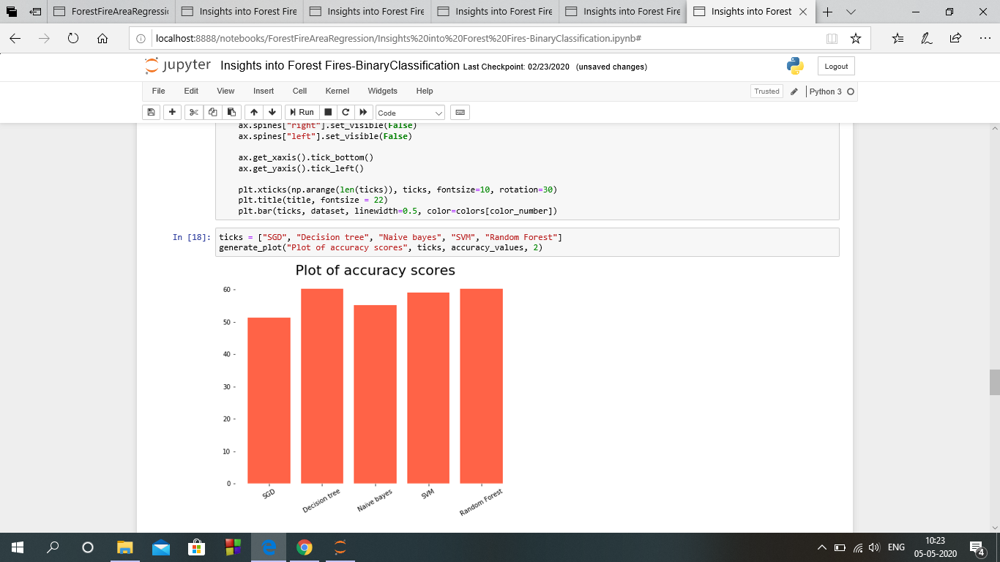 ForestFireAreaRegressi
Insights into Forest Fire
Insights into Forest Fire
Insights into Forest Fire
Insights into Forest Fire
Insights into Forest
localhost:8888/notebooks/ForestFireAreaRegression/Insights%20into%20Forest%20Fires-BinaryClassification.ipynb#
jupyter Insights into Forest Fires-BinaryClassification Last Checkpoint: 02/23/2020 (unsaved changes)
Logout
File Edit View Insert Cell Kernel Widgets Help
Trusted
Python 3
Run
Code
ax.spines["right"].set_visible(False)
ax.spines["left"].set_visible(False)
ax.get_xaxis().tick_bottom()
ax.get_yaxis().tick_left()
plt.xticks(np.arange(len(ticks)), ticks, fontsize=10, rotation=30)
plt.title(title, fontsize = 22)
plt.bar(ticks, dataset, linewidth=0.5, color=colors[color_number])
In [18]: ticks = ["SGD", "Decision tree", "Naive bayes", "SVM", "Random Forest"]
generate_plot("Plot of accuracy scores", ticks, accuracy_values, 2)
Plot of accuracy scores
60
50
40
30
20
10
0
SGD
Decision tree
Naive bayes
SVM
Random Forest
ENG
10:23
05-05-2020
4